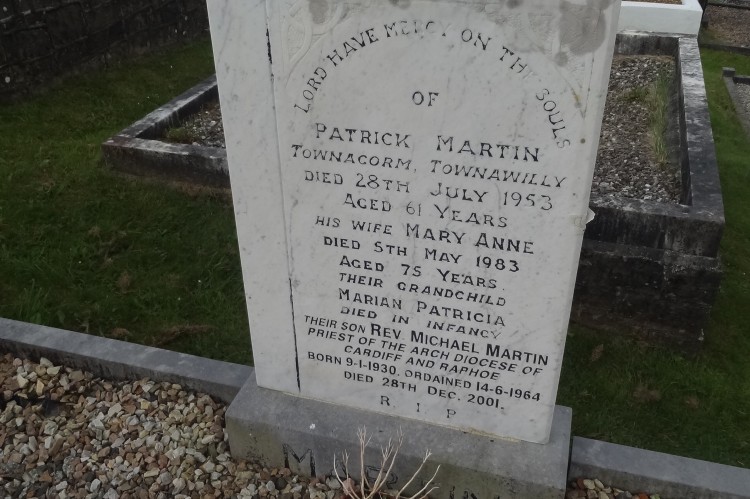 LORD HAVE MERCY ON THE SOULS
OF
PATRICK MARTIN
TOWNACORM, TOWNAWILLY
DIED 28TH JULY 1953
AGED 61 YEARS
HIS WIFE MARY ANNE
DIED 5TH MAY 1983
AGED 75 YEARS
THEIR GRANDCHILD
MARIAN PATRICIA
DIED IN INFANCY
THEIR SON REV. MICHAEL MARTIN
PRIEST OF THE ARCH DIOCESE OF
CARDIFF AND RAPHOE
BORN 9-1-1930. ORDAINED 14-6-1964
DIED 28TH DEC. 2001.
R I P